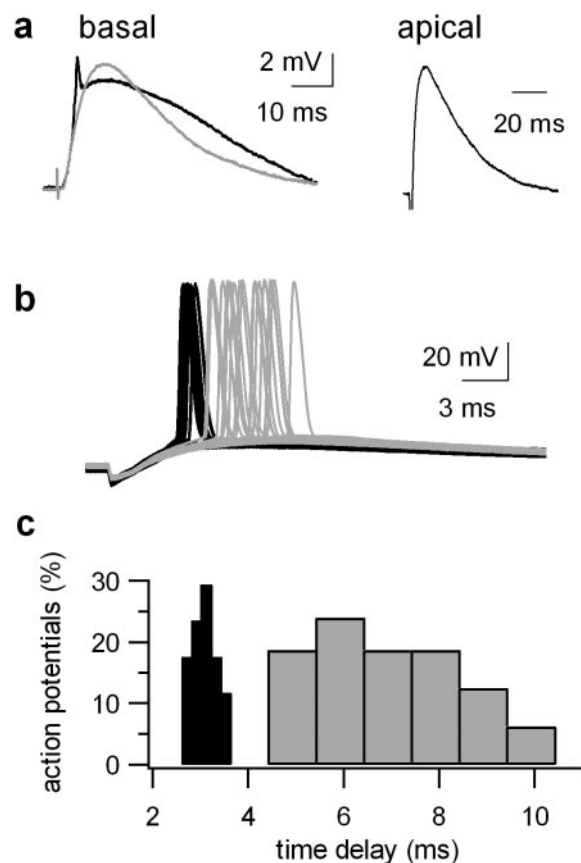 a basal apical
2 mV
10 ms
20 ms
b
20 mV
3 ms
c
action potentials (%)
30
20
10
0
2 4 6 8 10
time delay (ms)